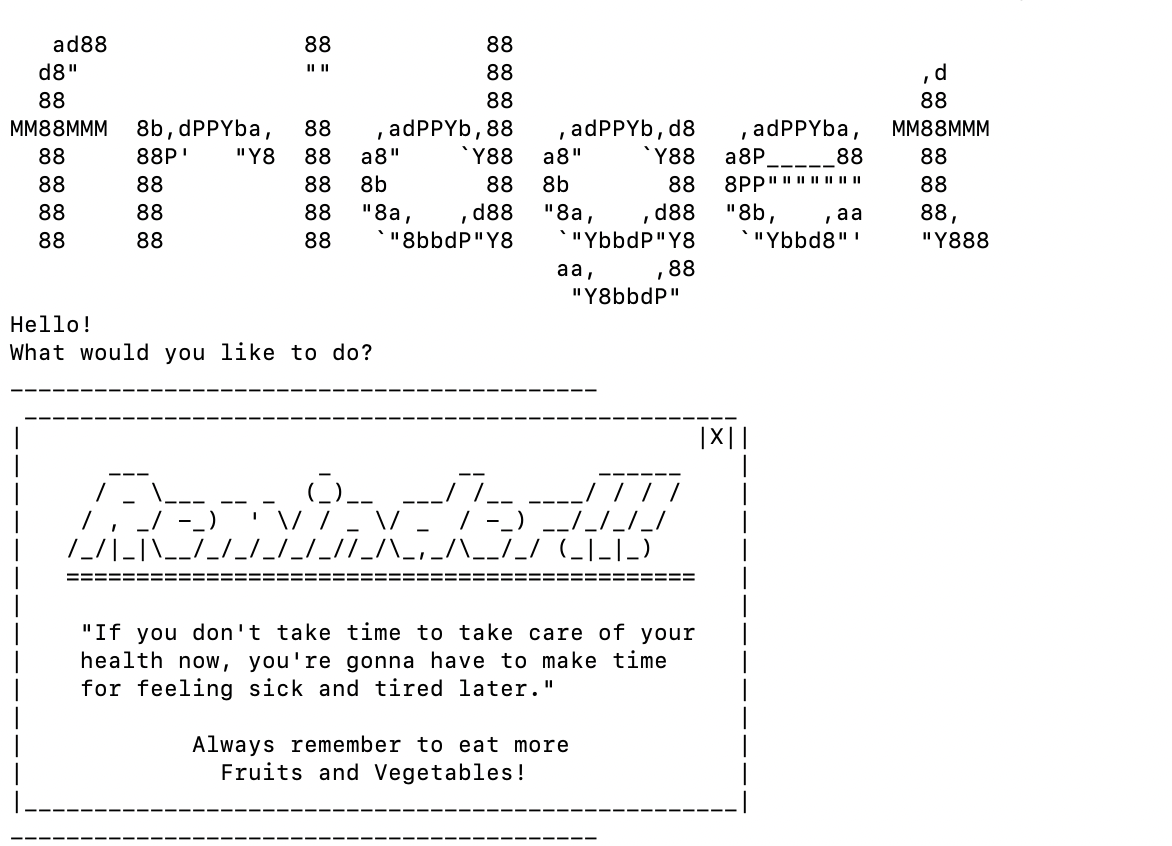 fridget
Hello!
What would you like to do?
|X|
Reminder!!!
"If you don't take time to take care of your
health now, you're gonna have to make time
for feeling sick and tired later."
Always remember to eat more
Fruits and Vegetables!